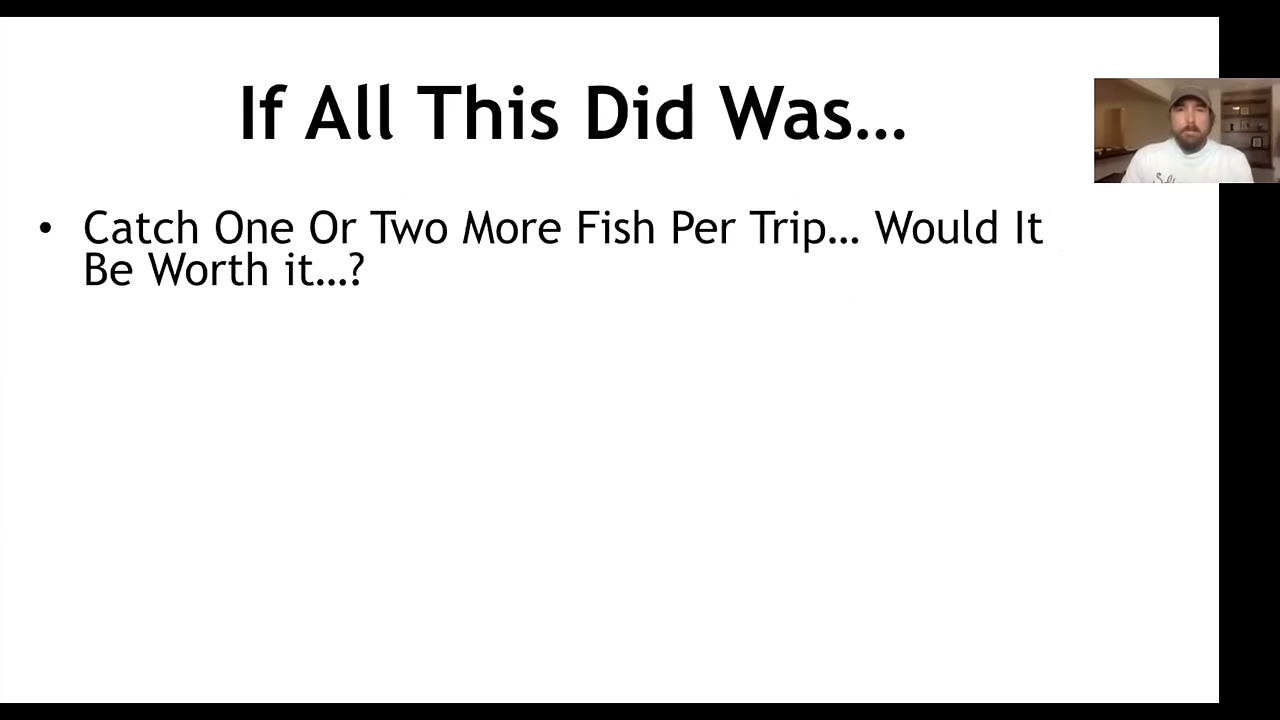 If All This Did Was...
• Catch One Or Two More Fish Per Trip... Would It
Be Worth it...?